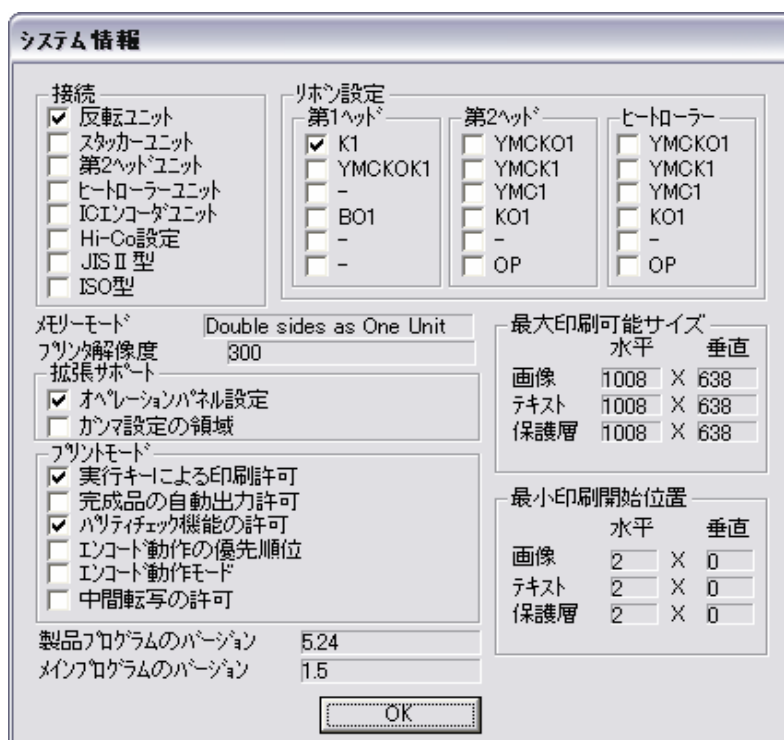 システム情報
接続
反転ユニット
スタッカーユニット
第2ヘッドユニット
ヒートローラーユニット
ICエンコーダユニット
Hi-Co設定
JISⅡ型
ISO型
リボン設定
第1ヘッド
K1
YMCKOK1
-
BO1
-
-
第2ヘッド
YMCKO1
YMCK1
YMC1
KO1
-
OP
ヒートローラー
YMCKO1
YMCK1
YMC1
KO1
-
OP
メモリーモード Double sides as One Unit
プリンタ解像度 300
拡張サポート
オペレーションパネル設定
ガンマ設定の領域
プリントモード
実行キーによる印刷許可
完成品の自動出力許可
パリティチェック機能の許可
エンコード動作の優先順位
エンコード動作モード
中間転写の許可
最大印刷可能サイズ
水平 垂直
画像 1008 X 638
テキスト 1008 X 638
保護層 1008 X 638
最小印刷開始位置
水平 垂直
画像 2 X 0
テキスト 2 X 0
保護層 2 X 0
製品プログラムのバージョン 5.24
メインプログラムのバージョン 1.5
OK